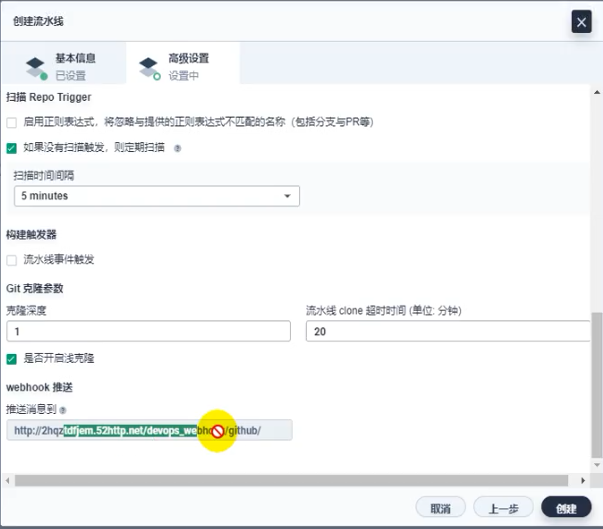 创建流水线
基本信息
已设置
高级设置
设置中
扫描 Repo Trigger
启用正则表达式，将忽略与提供的正则表达式不匹配的名称（包括分支与PR等）
如果没有扫描触发，则定期扫描
扫描时间间隔
5 minutes
构建触发器
流水线事件触发
Git 克隆参数
克隆深度
流水线 clone 超时时间 (单位: 分钟)
1
20
是否开启浅克隆
webhook 推送
推送消息到
http://2hqztdfjem.52http.net/devops_webhook/github/
取消
上一步
创建